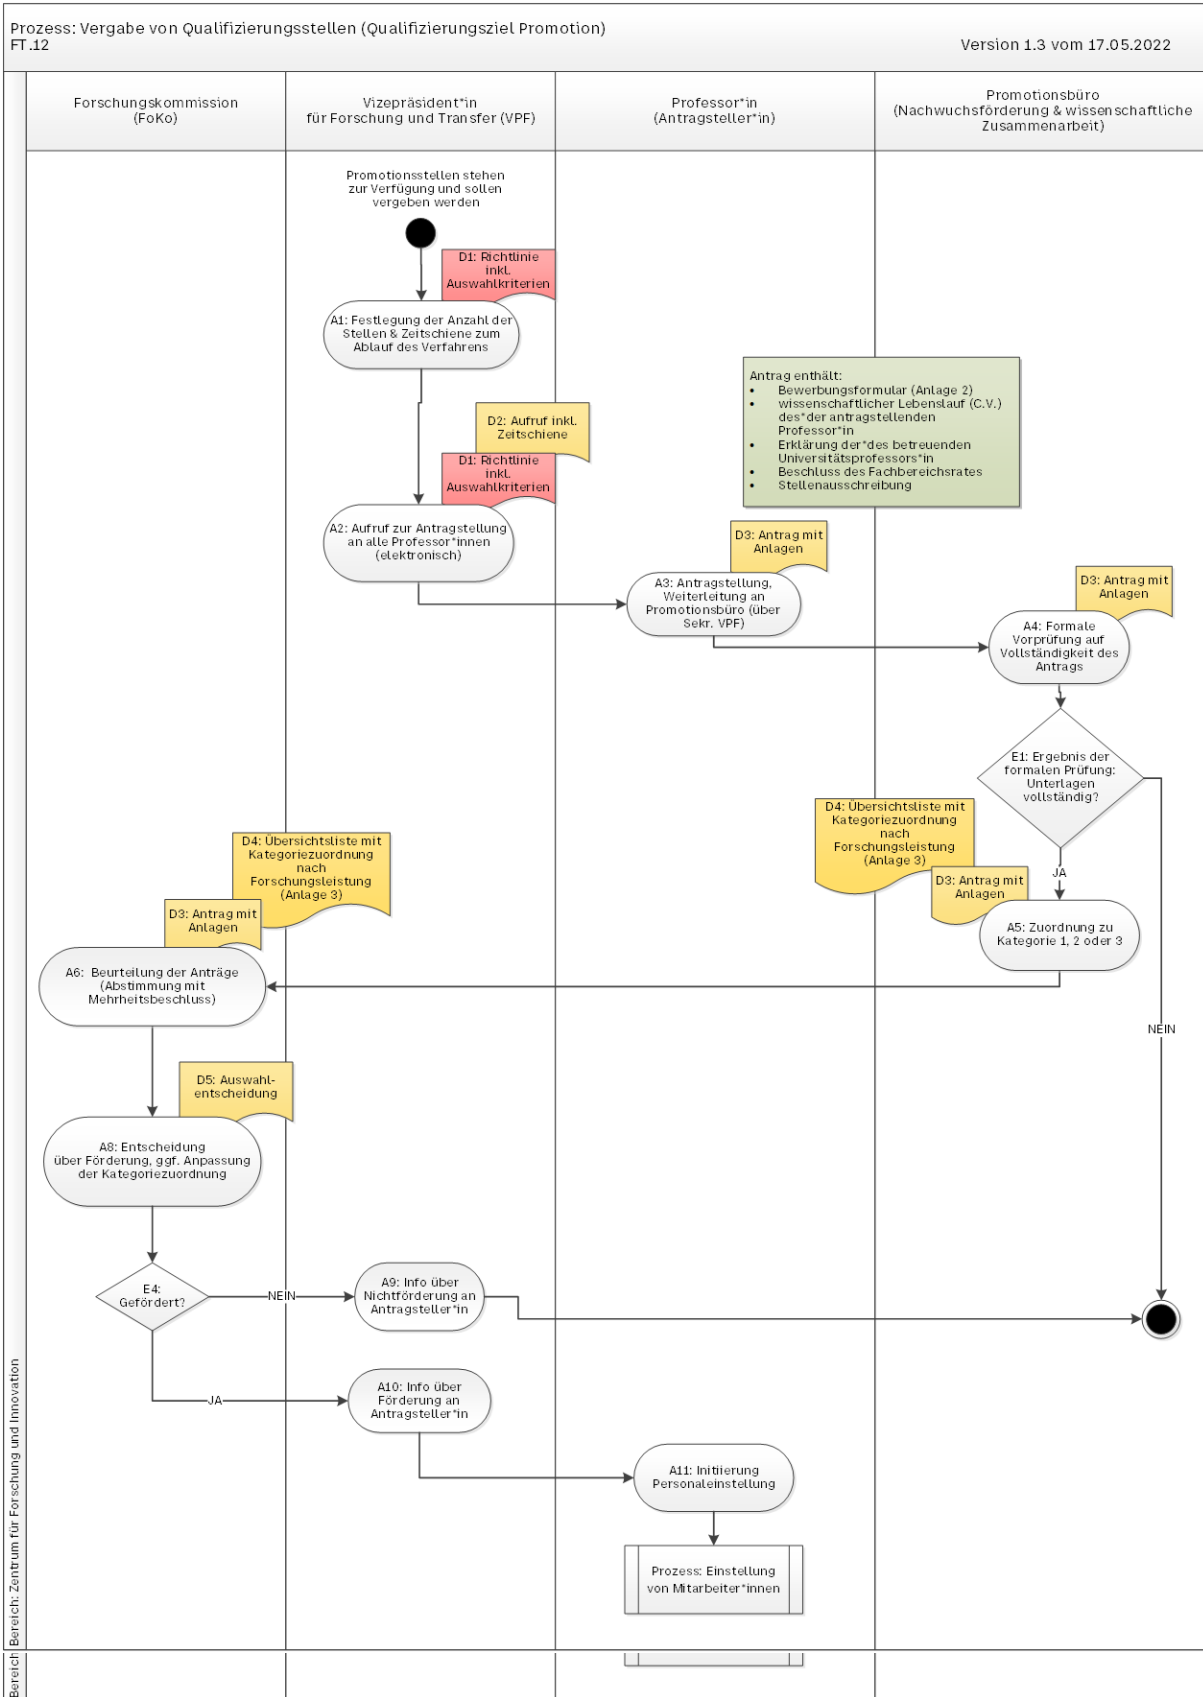 Prozess: Vergabe von Qualifizierungsstellen (Qualifizierungsziel Promotion)
FT.12
Version 1.3 vom 17.05.2022
Forschungskommission
(FoKo)
Vizepräsident*in
für Forschung und Transfer (VPF)
Professor*in
(Antragsteller*in)
Promotionsbüro
(Nachwuchsförderung & wissenschaftliche
Zusammenarbeit)
Promotionsstellen stehen
zur Verfügung und sollen
vergeben werden
D1: Richtlinie
inkl.
Auswahlkriterien
A1: Festlegung der Anzahl der
Stellen & Zeitschiene zum
Ablauf des Verfahrens
D2: Aufruf inkl.
Zeitschiene
D1: Richtlinie
inkl.
Auswahlkriterien
A2: Aufruf zur Antragstellung
an alle Professor*innen
(elektronisch)
Antrag enthält:
• Bewerbungsformular (Anlage 2)
• wissenschaftlicher Lebenslauf (C.V.)
des*der antragstellenden
Professor*in
• Erklärung der*des betreuenden
Universitätsprofessors*in
• Beschluss des Fachbereichsrates
• Stellenausschreibung
D3: Antrag mit
Anlagen
A3: Antragstellung,
Weiterleitung an
Promotionsbüro (über
Sekr. VPF)
D3: Antrag mit
Anlagen
A4: Formale
Vorprüfung auf
Vollständigkeit des
Antrags
E1: Ergebnis der
formalen Prüfung:
Unterlagen
vollständig?
JA
NEIN
D4: Übersichtsliste mit
Kategoriezuordnung
nach
Forschungsleistung
(Anlage 3)
D3: Antrag mit
Anlagen
A5: Zuordnung zu
Kategorie 1, 2 oder 3
D4: Übersichtsliste mit
Kategoriezuordnung
nach
Forschungsleistung
(Anlage 3)
D3: Antrag mit
Anlagen
A6: Beurteilung der Anträge
(Abstimmung mit
Mehrheitsbeschluss)
D5: Auswahl-
entscheidung
A8: Entscheidung
über Förderung, ggf. Anpassung
der Kategoriezuordnung
E4:
Gefördert?
NEIN
A9: Info über
Nichtförderung an
Antragsteller*in
JA
A10: Info über
Förderung an
Antragsteller*in
A11: Initiierung
Personaleinstellung
Prozess: Einstellung
von Mitarbeiter*innen
Bereich: Zentrum für Forschung und Innovation
Bereich